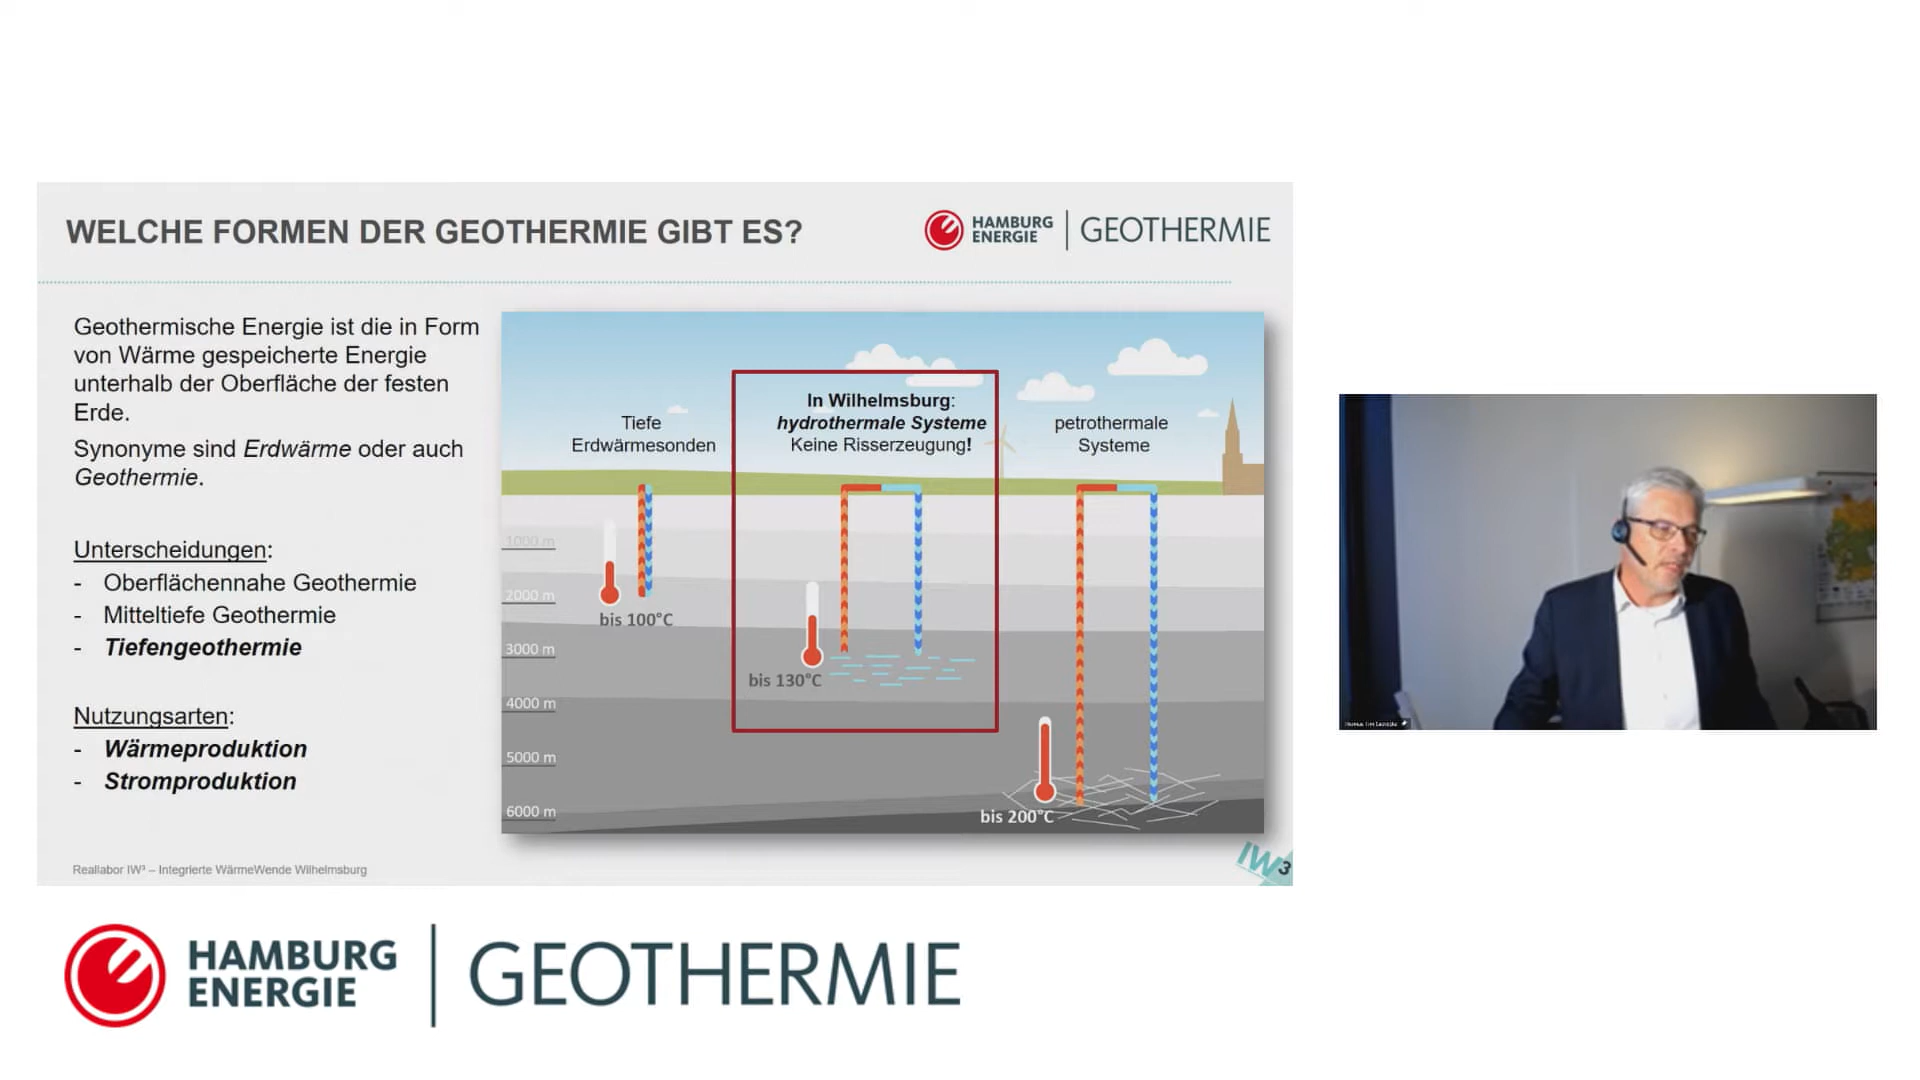 WELCHE FORMEN DER GEOTHERMIE GIBT ES?
HAMBURG
ENERGIE
GEOTHERMIE
Geothermische Energie ist die in Form
von Wärme gespeicherte Energie
unterhalb der Oberfläche der festen
Erde.
Synonyme sind Erdwärme oder auch
Geothermie.
Unterscheidungen:
- Oberflächennahe Geothermie
- Mitteltiefe Geothermie
- Tiefengeothermie
Nutzungsarten:
- Wärmeproduktion
- Stromproduktion
Tiefe
Erdwärmesonden
In Wilhelmsburg:
hydrothermale Systeme
Keine Risserzeugung!
petrothermale
Systeme
1000 m
2000 m
3000 m
4000 m
5000 m
6000 m
bis 100°C
bis 130°C
bis 200°C
Reallabor IW³ – Integrierte WärmeWende Wilhelmsburg
IW3
HAMBURG
ENERGIE
GEOTHERMIE